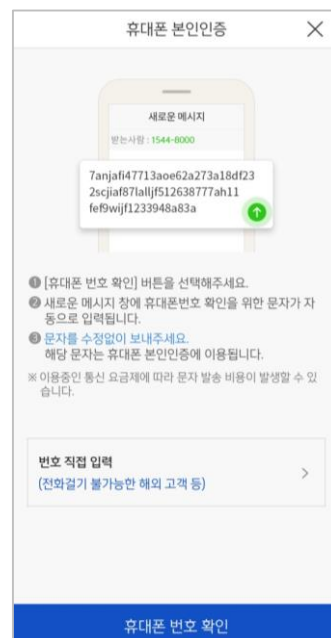 휴대폰 본인인증
새로운 메시지
받는사람 : 1544-8000
7anjafi47713aoe62a273a18df23
2scjiaf87lalljf512638777ah11
fef9wijf1233948a83a
❶ [휴대폰 번호 확인] 버튼을 선택해주세요.
❷ 새로운 메시지 창에 휴대폰번호 확인을 위한 문자가 자
동으로 입력됩니다.
❸ 문자를 수정없이 보내주세요.
해당 문자는 휴대폰 본인인증에 이용됩니다.
※ 이용중인 통신 요금제에 따라 문자 발송 비용이 발생할 수 있
습니다.
번호 직접 입력
(전화걸기 불가능한 해외 고객 등)
휴대폰 번호 확인